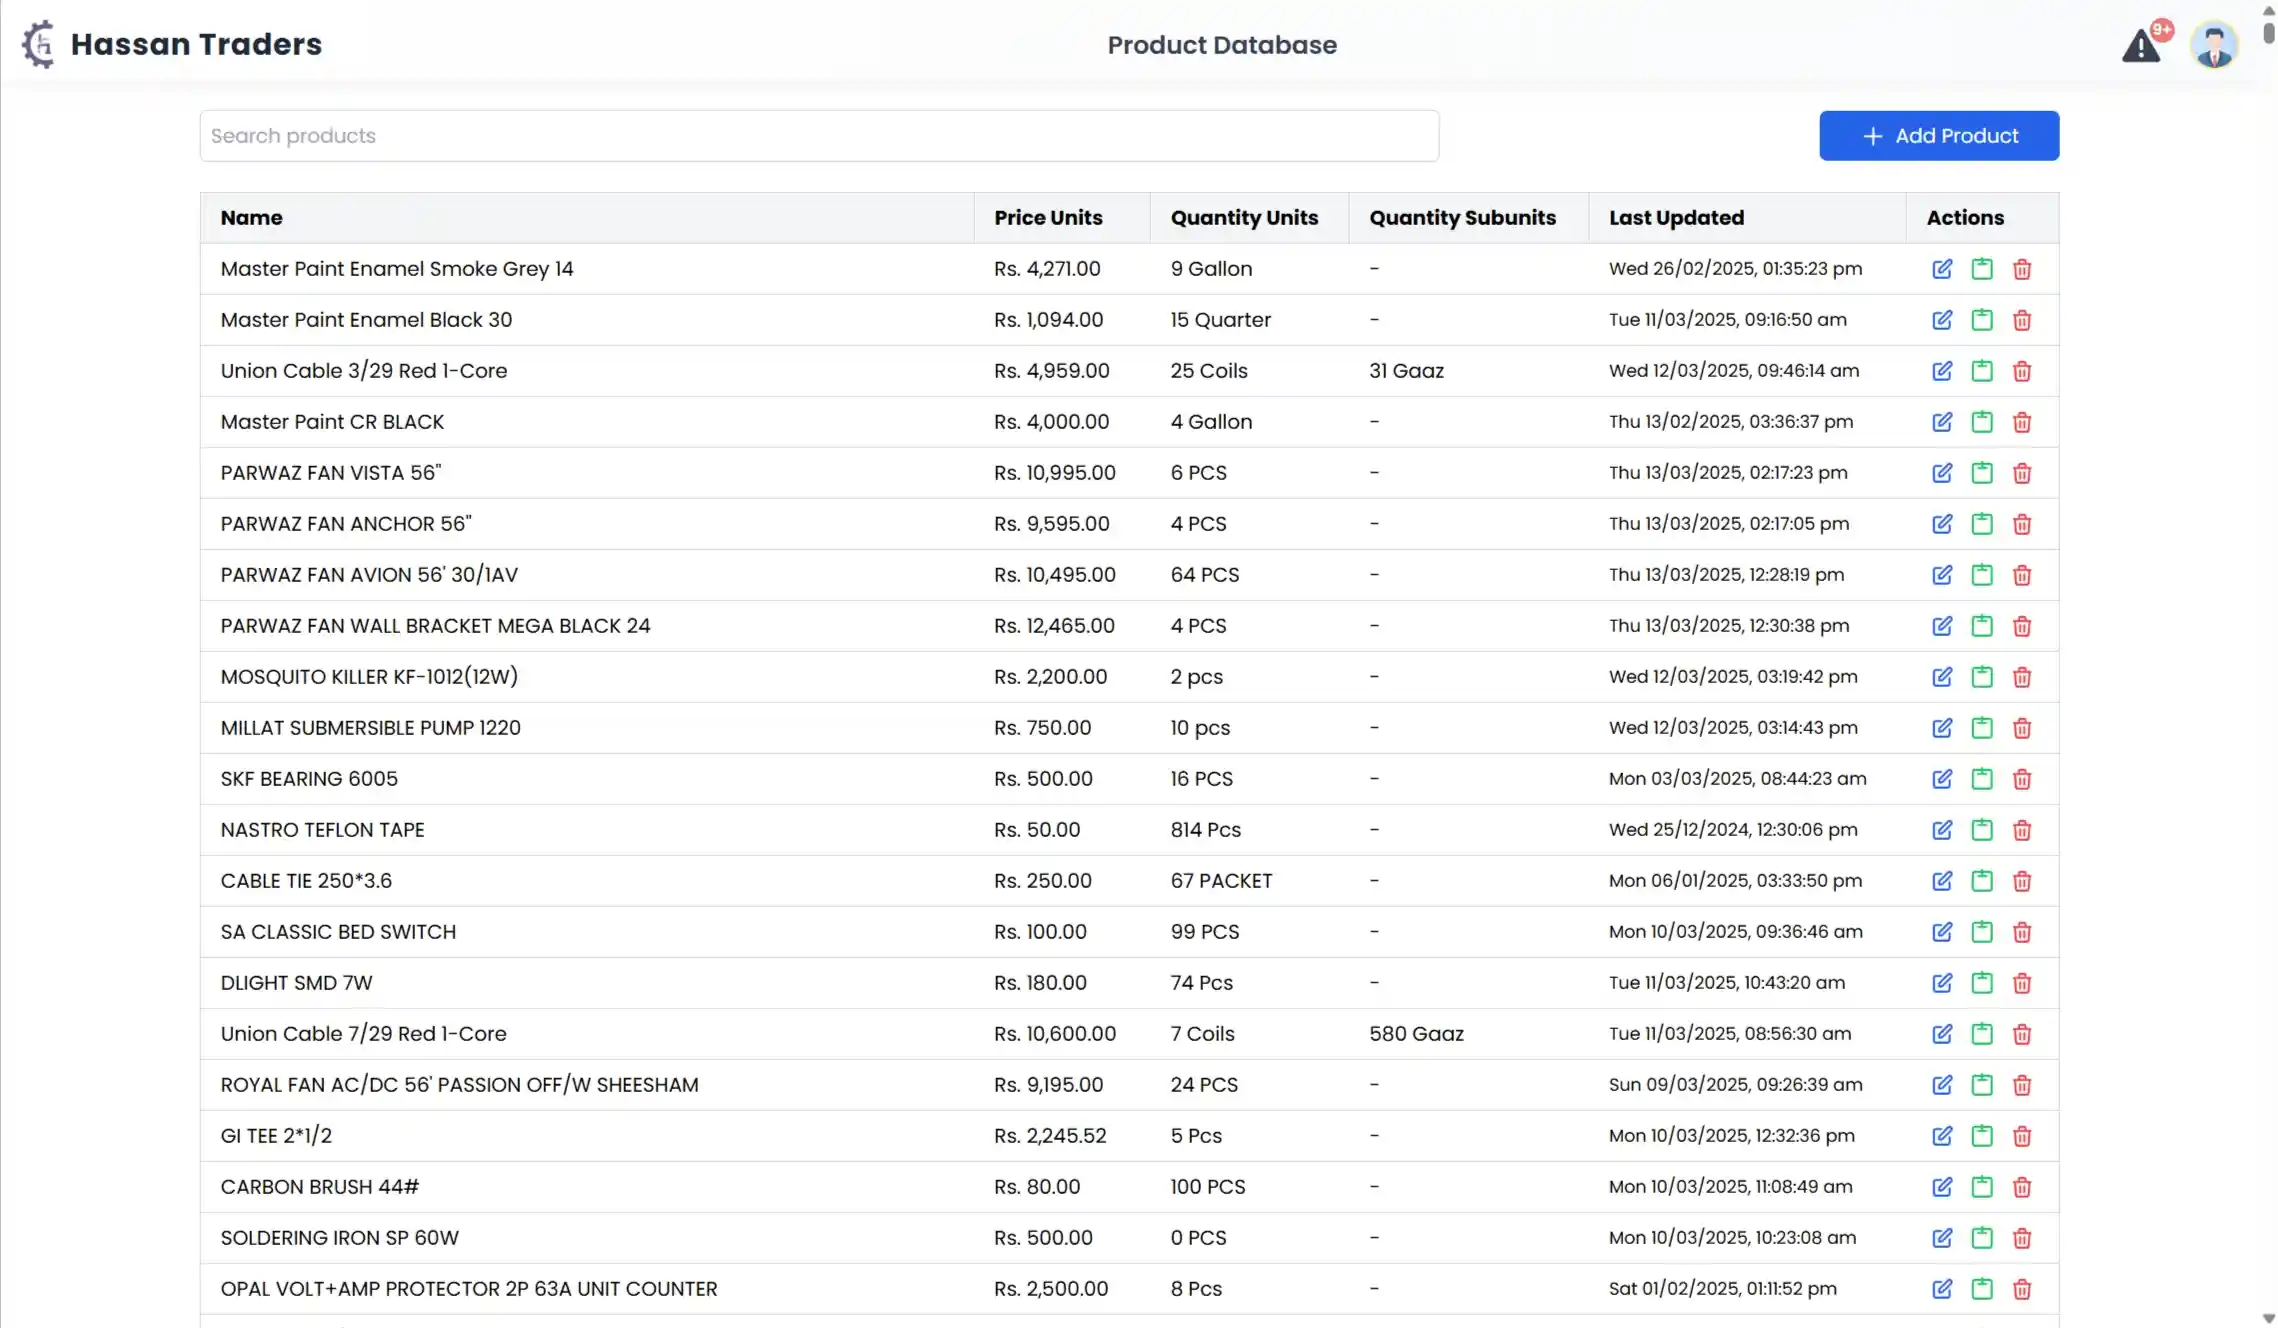 Hassan Traders
Product Database
9+
Search products
+ Add Product
Name Price Units Quantity Units Quantity Subunits Last Updated Actions
Master Paint Enamel Smoke Grey 14 Rs. 4,271.00 9 Gallon - Wed 26/02/2025, 01:35:23 pm
Master Paint Enamel Black 30 Rs. 1,094.00 15 Quarter - Tue 11/03/2025, 09:16:50 am
Union Cable 3/29 Red 1-Core Rs. 4,959.00 25 Coils 31 Gaaz Wed 12/03/2025, 09:46:14 am
Master Paint CR BLACK Rs. 4,000.00 4 Gallon - Thu 13/02/2025, 03:36:37 pm
PARWAZ FAN VISTA 56" Rs. 10,995.00 6 PCS - Thu 13/03/2025, 02:17:23 pm
PARWAZ FAN ANCHOR 56" Rs. 9,595.00 4 PCS - Thu 13/03/2025, 02:17:05 pm
PARWAZ FAN AVION 56' 30/1AV Rs. 10,495.00 64 PCS - Thu 13/03/2025, 12:28:19 pm
PARWAZ FAN WALL BRACKET MEGA BLACK 24 Rs. 12,465.00 4 PCS - Thu 13/03/2025, 12:30:38 pm
MOSQUITO KILLER KF-1012(12W) Rs. 2,200.00 2 pcs - Wed 12/03/2025, 03:19:42 pm
MILLAT SUBMERSIBLE PUMP 1220 Rs. 750.00 10 pcs - Wed 12/03/2025, 03:14:43 pm
SKF BEARING 6005 Rs. 500.00 16 PCS - Mon 03/03/2025, 08:44:23 am
NASTRO TEFLON TAPE Rs. 50.00 814 Pcs - Wed 25/12/2024, 12:30:06 pm
CABLE TIE 250*3.6 Rs. 250.00 67 PACKET - Mon 06/01/2025, 03:33:50 pm
SA CLASSIC BED SWITCH Rs. 100.00 99 PCS - Mon 10/03/2025, 09:36:46 am
DLIGHT SMD 7W Rs. 180.00 74 Pcs - Tue 11/03/2025, 10:43:20 am
Union Cable 7/29 Red 1-Core Rs. 10,600.00 7 Coils 580 Gaaz Tue 11/03/2025, 08:56:30 am
ROYAL FAN AC/DC 56' PASSION OFF/W SHEESHAM Rs. 9,195.00 24 PCS - Sun 09/03/2025, 09:26:39 am
GI TEE 2*1/2 Rs. 2,245.52 5 Pcs - Mon 10/03/2025, 12:32:36 pm
CARBON BRUSH 44# Rs. 80.00 100 PCS - Mon 10/03/2025, 11:08:49 am
SOLDERING IRON SP 60W Rs. 500.00 0 PCS - Mon 10/03/2025, 10:23:08 am
OPAL VOLT+AMP PROTECTOR 2P 63A UNIT COUNTER Rs. 2,500.00 8 Pcs - Sat 01/02/2025, 01:11:52 pm